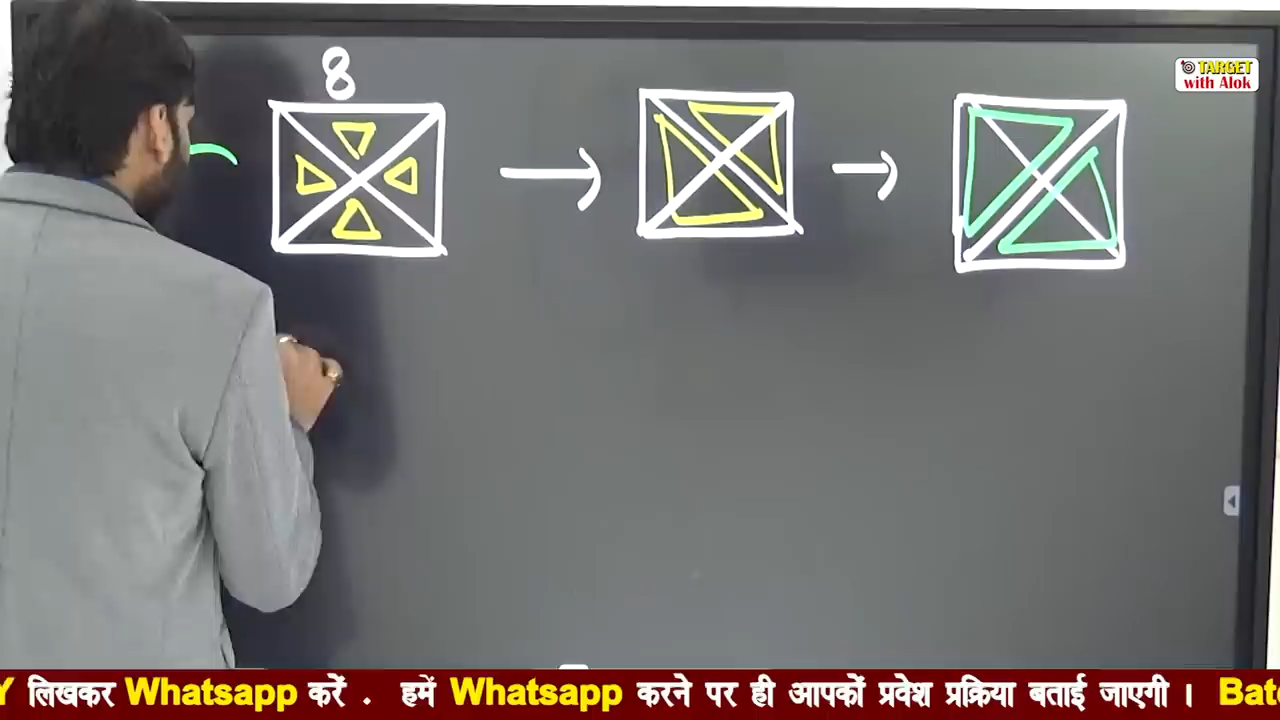 8
TARGET
with Alok
Y लिखकर Whatsapp करें . हमें Whatsapp करने पर ही आपकों प्रवेश प्रक्रिया बताई जाएगी । Bat